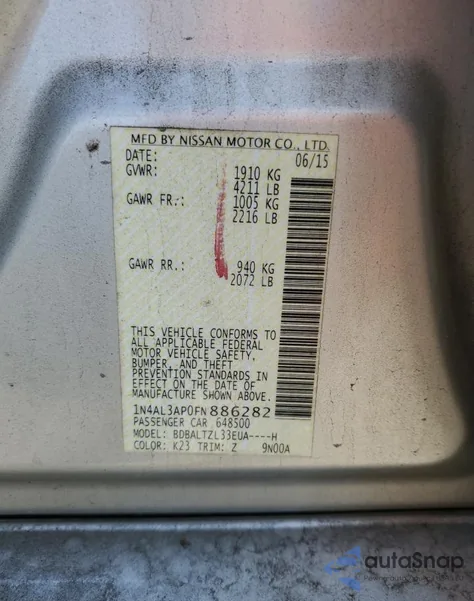 MFD BY NISSAN MOTOR CO., LTD.
DATE: 06/15
GVWR: 1910 KG
4211 LB
GAWR FR.: 1005 KG
2216 LB
GAWR RR.: 940 KG
2072 LB
THIS VEHICLE CONFORMS TO
ALL APPLICABLE FEDERAL
MOTOR VEHICLE SAFETY,
BUMPER, AND THEFT
PREVENTION STANDARDS IN
EFFECT ON THE DATE OF
MANUFACTURE SHOWN ABOVE.
1N4AL3AP0FN886282
PASSENGER CAR 648500
MODEL: BDBALTZL33EUA----H
COLOR: K23 TRIM: Z 9N00A
autoSnap